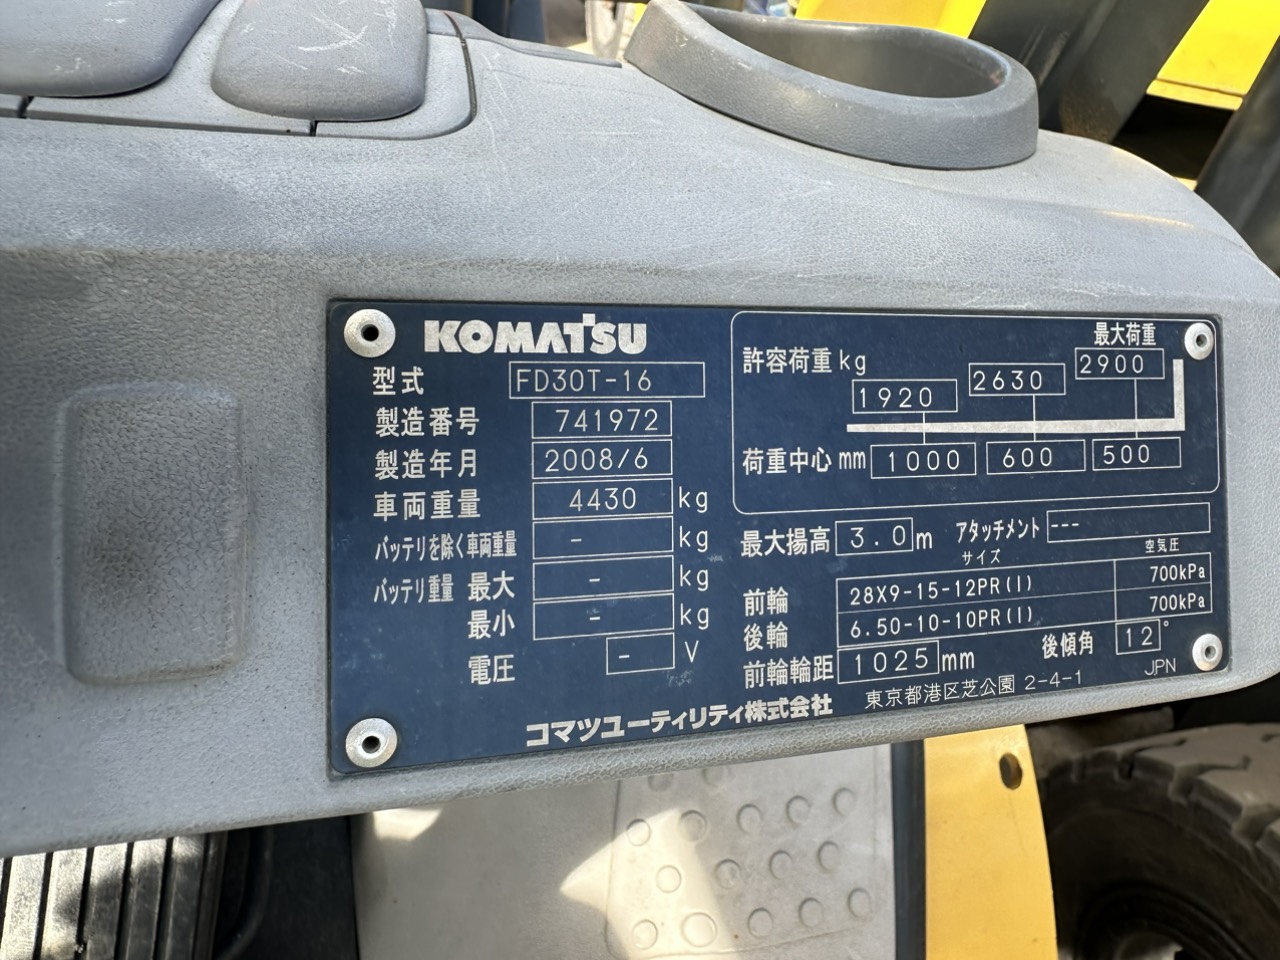 KOMATSU
型式 FD30T-16
製造番号 741972
製造年月 2008/6
車両重量 4430 kg
バッテリを除く車両重量 - kg
バッテリ重量 最大 - kg
最小 - kg
電圧 - V
最大荷重
許容荷重 kg 1920 2630 2900
荷重中心 mm 1000 600 500
最大揚高 3.0 m アタッチメント ---
サイズ 空気圧
前輪 28X9-15-12PR(I) 700kPa
後輪 6.50-10-10PR(I) 700kPa
前輪輪距 1025 mm 後傾角 12°
コマツユーティリティ株式会社 東京都港区芝公園 2-4-1 JPN